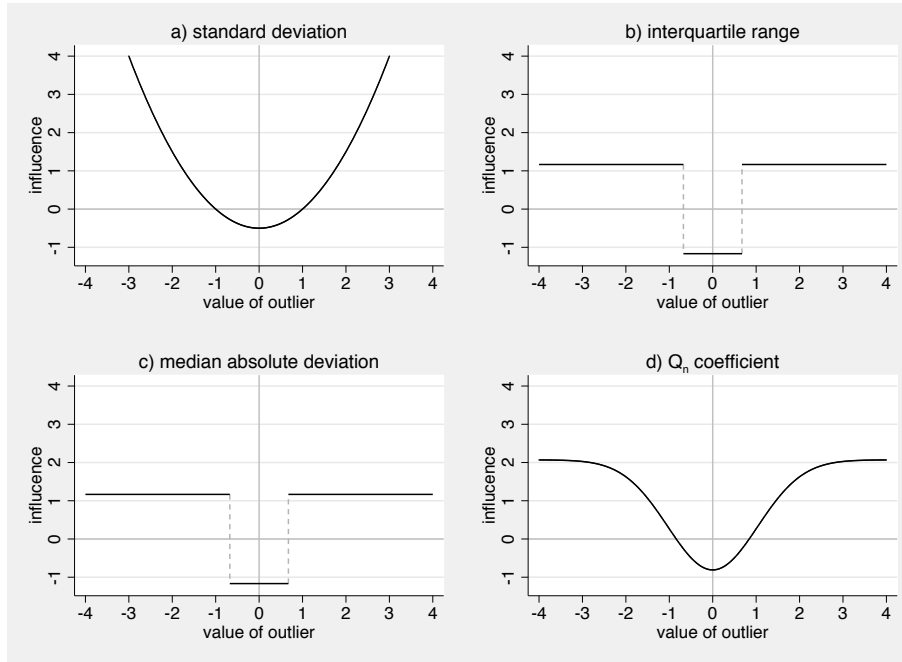 a) standard deviation
4
3
2
1
0
-1
influcence
-4 -3 -2 -1 0 1 2 3 4
value of outlier
b) interquartile range
4
3
2
1
0
-1
influcence
-4 -3 -2 -1 0 1 2 3 4
value of outlier
c) median absolute deviation
4
3
2
1
0
-1
influcence
-4 -3 -2 -1 0 1 2 3 4
value of outlier
d) Qn coefficient
4
3
2
1
0
-1
influcence
-4 -3 -2 -1 0 1 2 3 4
value of outlier